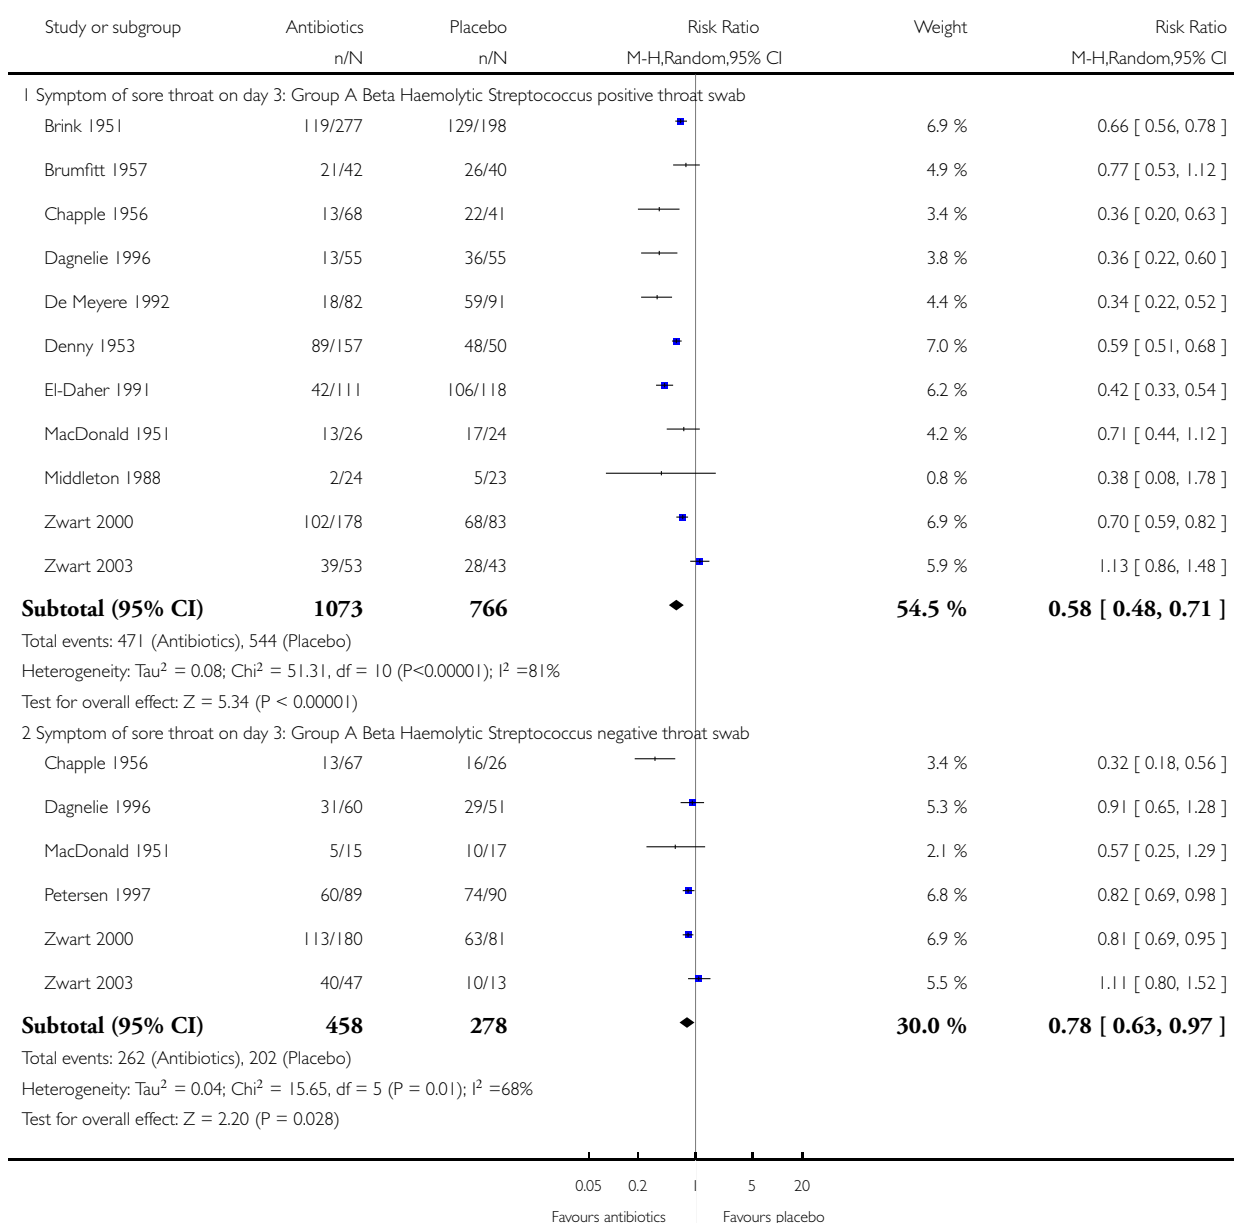 Study or subgroup Antibiotics Placebo Risk Ratio Weight Risk Ratio
n/N n/N M-H,Random,95% CI M-H,Random,95% CI
1 Symptom of sore throat on day 3: Group A Beta Haemolytic Streptococcus positive throat swab
Brink 1951 119/277 129/198 6.9 % 0.66 [ 0.56, 0.78 ]
Brumfitt 1957 21/42 26/40 4.9 % 0.77 [ 0.53, 1.12 ]
Chapple 1956 13/68 22/41 3.4 % 0.36 [ 0.20, 0.63 ]
Dagnelie 1996 13/55 36/55 3.8 % 0.36 [ 0.22, 0.60 ]
De Meyere 1992 18/82 59/91 4.4 % 0.34 [ 0.22, 0.52 ]
Denny 1953 89/157 48/50 7.0 % 0.59 [ 0.51, 0.68 ]
El-Daher 1991 42/111 106/118 6.2 % 0.42 [ 0.33, 0.54 ]
MacDonald 1951 13/26 17/24 4.2 % 0.71 [ 0.44, 1.12 ]
Middleton 1988 2/24 5/23 0.8 % 0.38 [ 0.08, 1.78 ]
Zwart 2000 102/178 68/83 6.9 % 0.70 [ 0.59, 0.82 ]
Zwart 2003 39/53 28/43 5.9 % 1.13 [ 0.86, 1.48 ]
Subtotal (95% CI) 1073 766 54.5 % 0.58 [ 0.48, 0.71 ]
Total events: 471 (Antibiotics), 544 (Placebo)
Heterogeneity: Tau² = 0.08; Chi² = 51.31, df = 10 (P<0.00001); I² =81%
Test for overall effect: Z = 5.34 (P < 0.00001)
2 Symptom of sore throat on day 3: Group A Beta Haemolytic Streptococcus negative throat swab
Chapple 1956 13/67 16/26 3.4 % 0.32 [ 0.18, 0.56 ]
Dagnelie 1996 31/60 29/51 5.3 % 0.91 [ 0.65, 1.28 ]
MacDonald 1951 5/15 10/17 2.1 % 0.57 [ 0.25, 1.29 ]
Petersen 1997 60/89 74/90 6.8 % 0.82 [ 0.69, 0.98 ]
Zwart 2000 113/180 63/81 6.9 % 0.81 [ 0.69, 0.95 ]
Zwart 2003 40/47 10/13 5.5 % 1.11 [ 0.80, 1.52 ]
Subtotal (95% CI) 458 278 30.0 % 0.78 [ 0.63, 0.97 ]
Total events: 262 (Antibiotics), 202 (Placebo)
Heterogeneity: Tau² = 0.04; Chi² = 15.65, df = 5 (P = 0.01); I² =68%
Test for overall effect: Z = 2.20 (P = 0.028)
0.05 0.2 1 5 20
Favours antibiotics Favours placebo